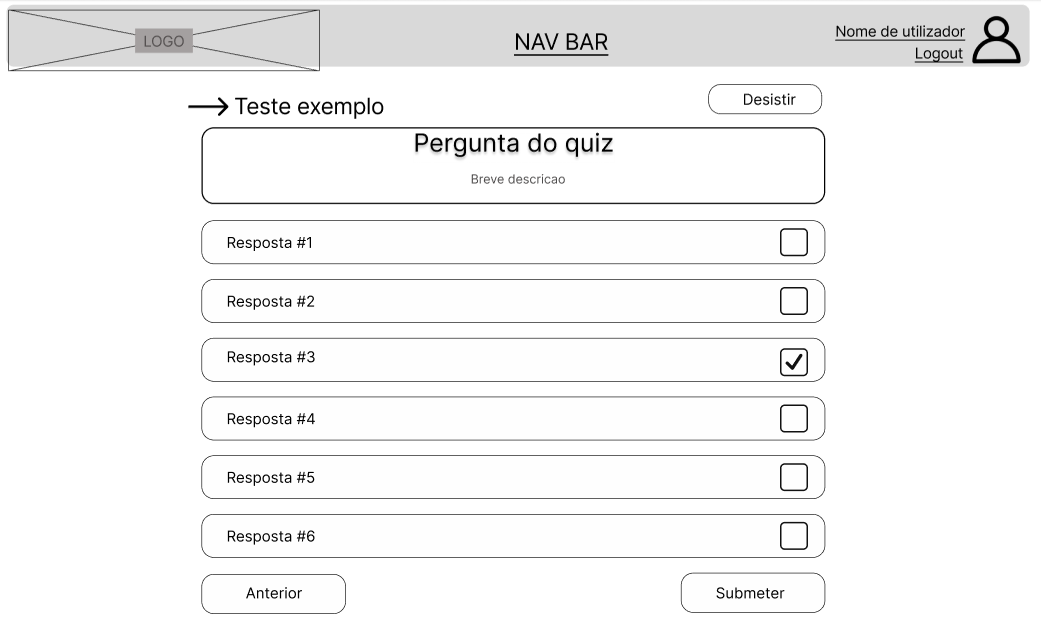 LOGO
NAV BAR
Nome de utilizador
Logout
Teste exemplo
Desistir
Pergunta do quiz
Breve descricao
Resposta #1
Resposta #2
Resposta #3
Resposta #4
Resposta #5
Resposta #6
Anterior
Submeter